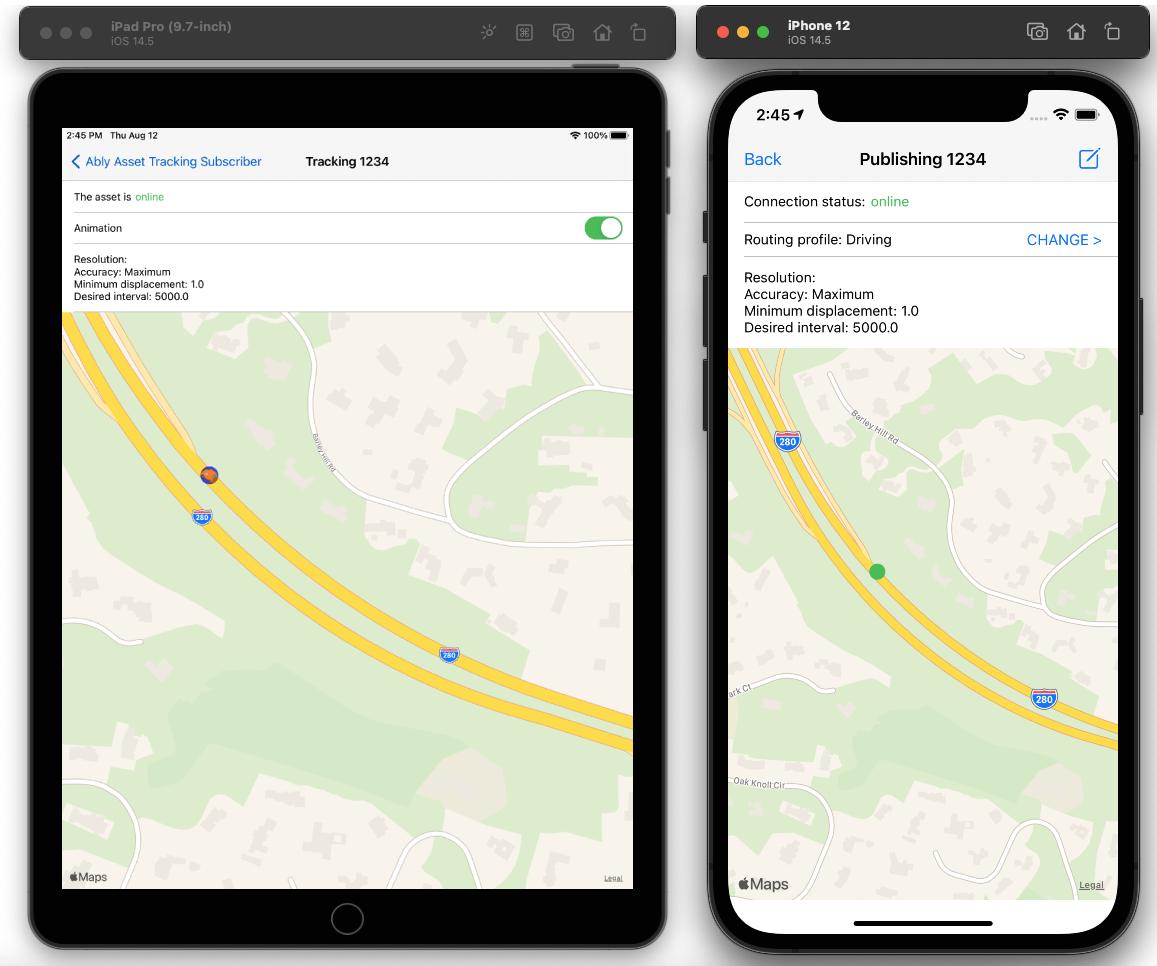 iPad Pro (9.7-inch)
iOS 14.5
2:45 PM Thu Aug 12
100%
Ably Asset Tracking Subscriber
Tracking 1234
The asset is online
Animation
Resolution:
Accuracy: Maximum
Minimum displacement: 1.0
Desired interval: 5000.0
Barley Hill Rd
280
280
Maps
Legal
iPhone 12
iOS 14.5
2:45
Back
Publishing 1234
Connection status: online
Routing profile: Driving
CHANGE >
Resolution:
Accuracy: Maximum
Minimum displacement: 1.0
Desired interval: 5000.0
Barley Hill Rd
280
280
ark Ct
Oak Knoll Cir
Maps
Legal